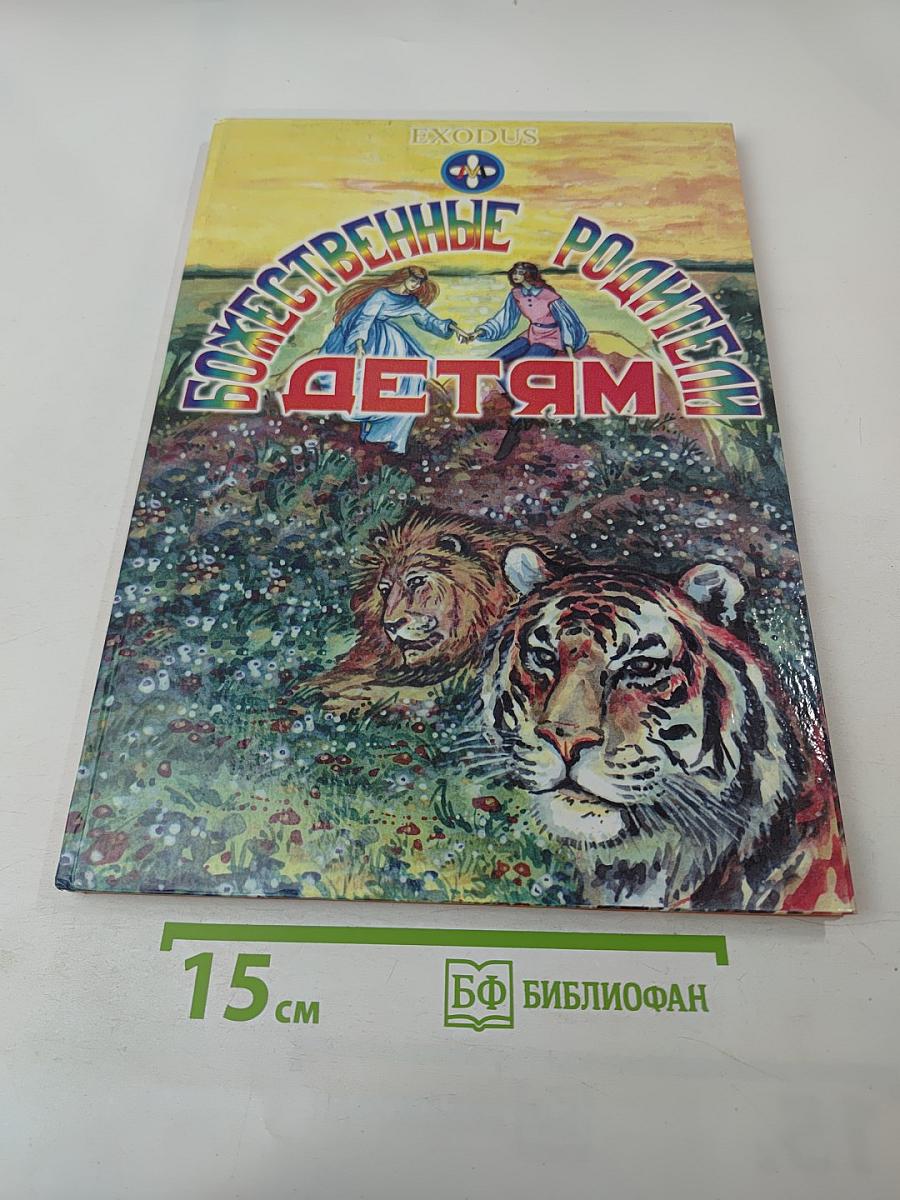 EXODUS
М
БОЖЕСТВЕННЫЕ РОДИТЕЛИ
ДЕТЯМ
15 см
БФ БИБЛИОФАН